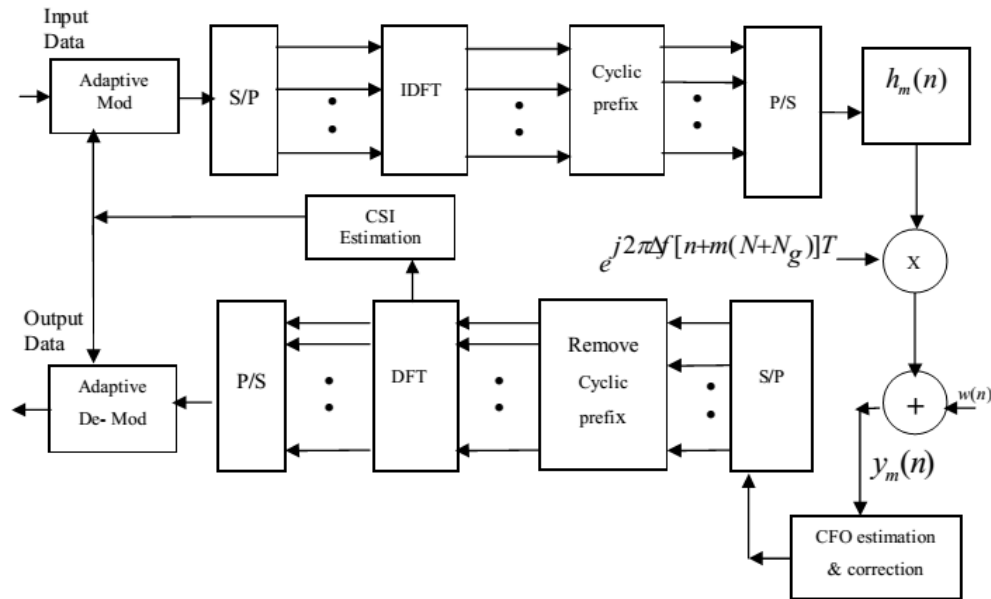 Input
Data
Adaptive
Mod
S/P
IDFT
Cyclic
prefix
P/S
h_m(n)
CSI
Estimation
e^{j2πΔf[n+m(N+N_g)]T}
X
Output
Data
Adaptive
De- Mod
P/S
DFT
Remove
Cyclic
prefix
S/P
+
w(n)
y_m(n)
CFO estimation
& correction